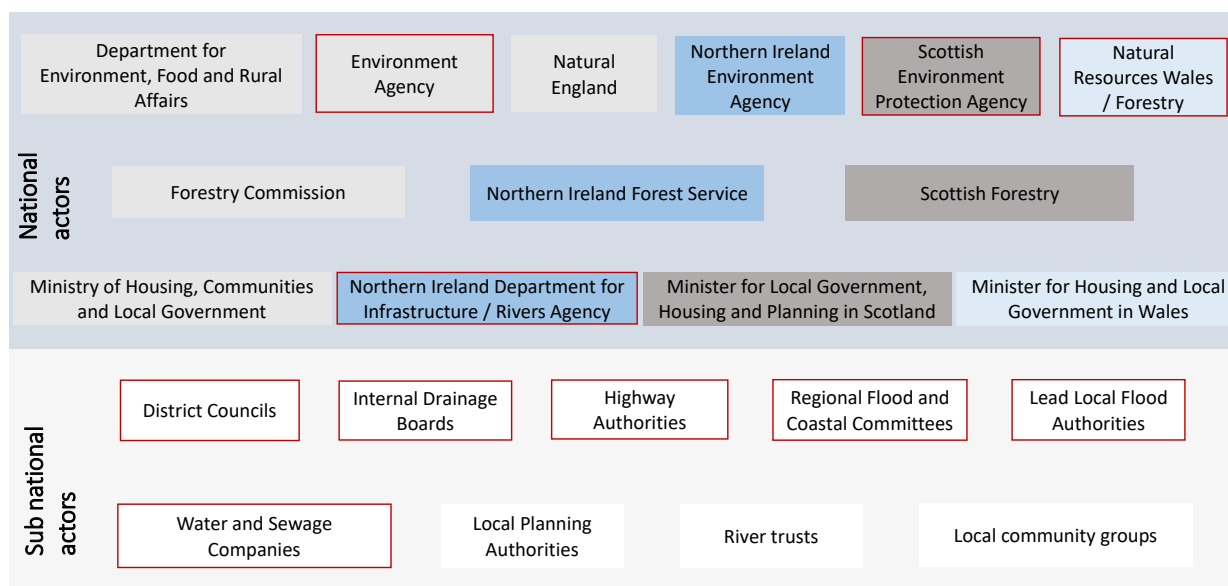 Department for
Environment, Food and Rural
Affairs
Environment
Agency
Natural
England
Northern Ireland
Environment
Agency
Scottish
Environment
Protection Agency
Natural
Resources Wales
/ Forestry
National
actors
Forestry Commission
Northern Ireland Forest Service
Scottish Forestry
Ministry of Housing, Communities
and Local Government
Northern Ireland Department for
Infrastructure / Rivers Agency
Minister for Local Government,
Housing and Planning in Scotland
Minister for Housing and Local
Government in Wales
Sub national
actors
District Councils
Internal Drainage
Boards
Highway
Authorities
Regional Flood and
Coastal Committees
Lead Local Flood
Authorities
Water and Sewage
Companies
Local Planning
Authorities
River trusts
Local community groups